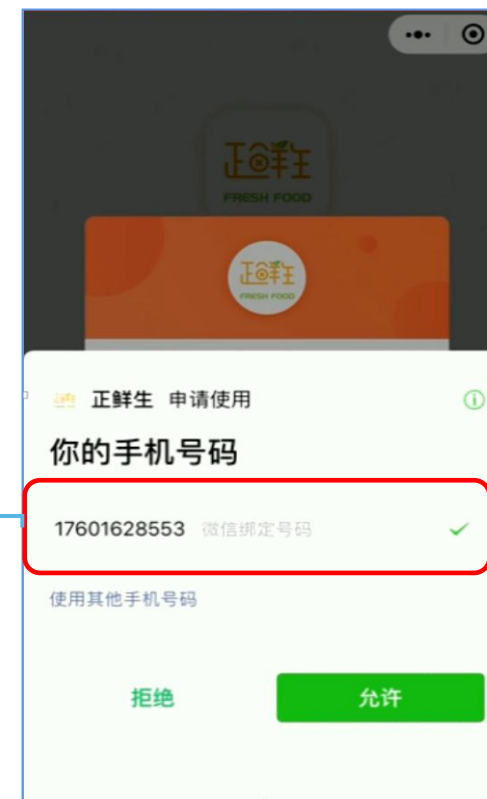 正鲜生
FRESH FOOD
正鲜生
FRESH FOOD
正鲜生 申请使用
你的手机号码
17601628553 微信绑定号码
使用其他手机号码
拒绝 允许